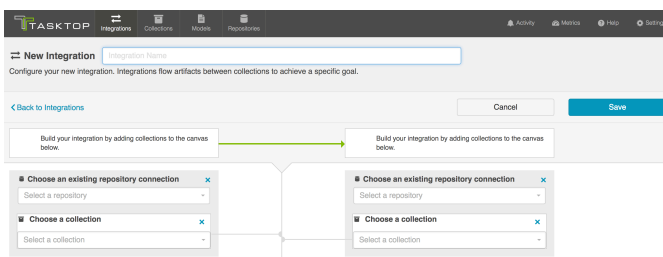 TASKTOP
Integrations
Collections
Models
Repositories
Activity
Metrics
Help
Setting
New Integration
Integration Name
Configure your new integration. Integrations flow artifacts between collections to achieve a specific goal.
Back to Integrations
Cancel
Save
Build your integration by adding collections to the canvas
below.
Build your integration by adding collections to the canvas
below.
Choose an existing repository connection
Select a repository
Choose a collection
Select a collection
Choose an existing repository connection
Select a repository
Choose a collection
Select a collection